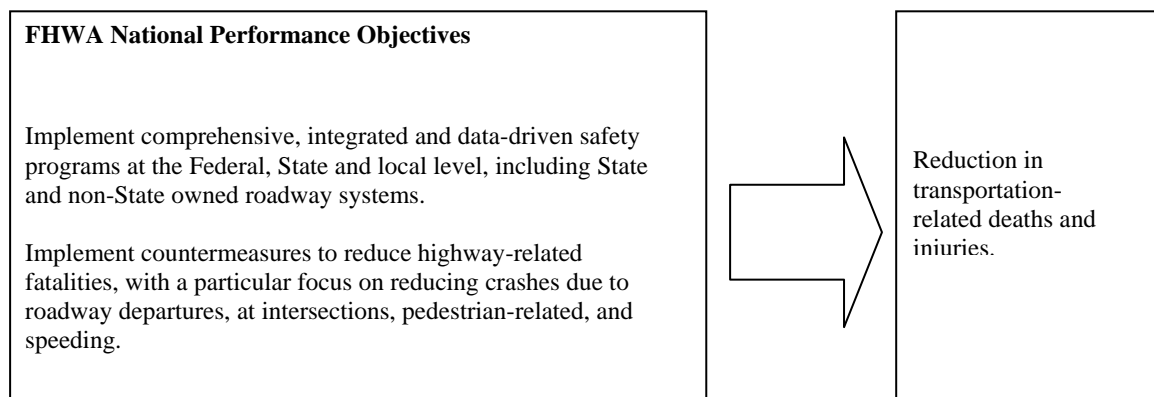 FHWA National Performance Objectives
Implement comprehensive, integrated and data-driven safety
programs at the Federal, State and local level, including State
and non-State owned roadway systems.
Implement countermeasures to reduce highway-related
fatalities, with a particular focus on reducing crashes due to
roadway departures, at intersections, pedestrian-related, and
speeding.
Reduction in
transportation-
related deaths and
injuries.